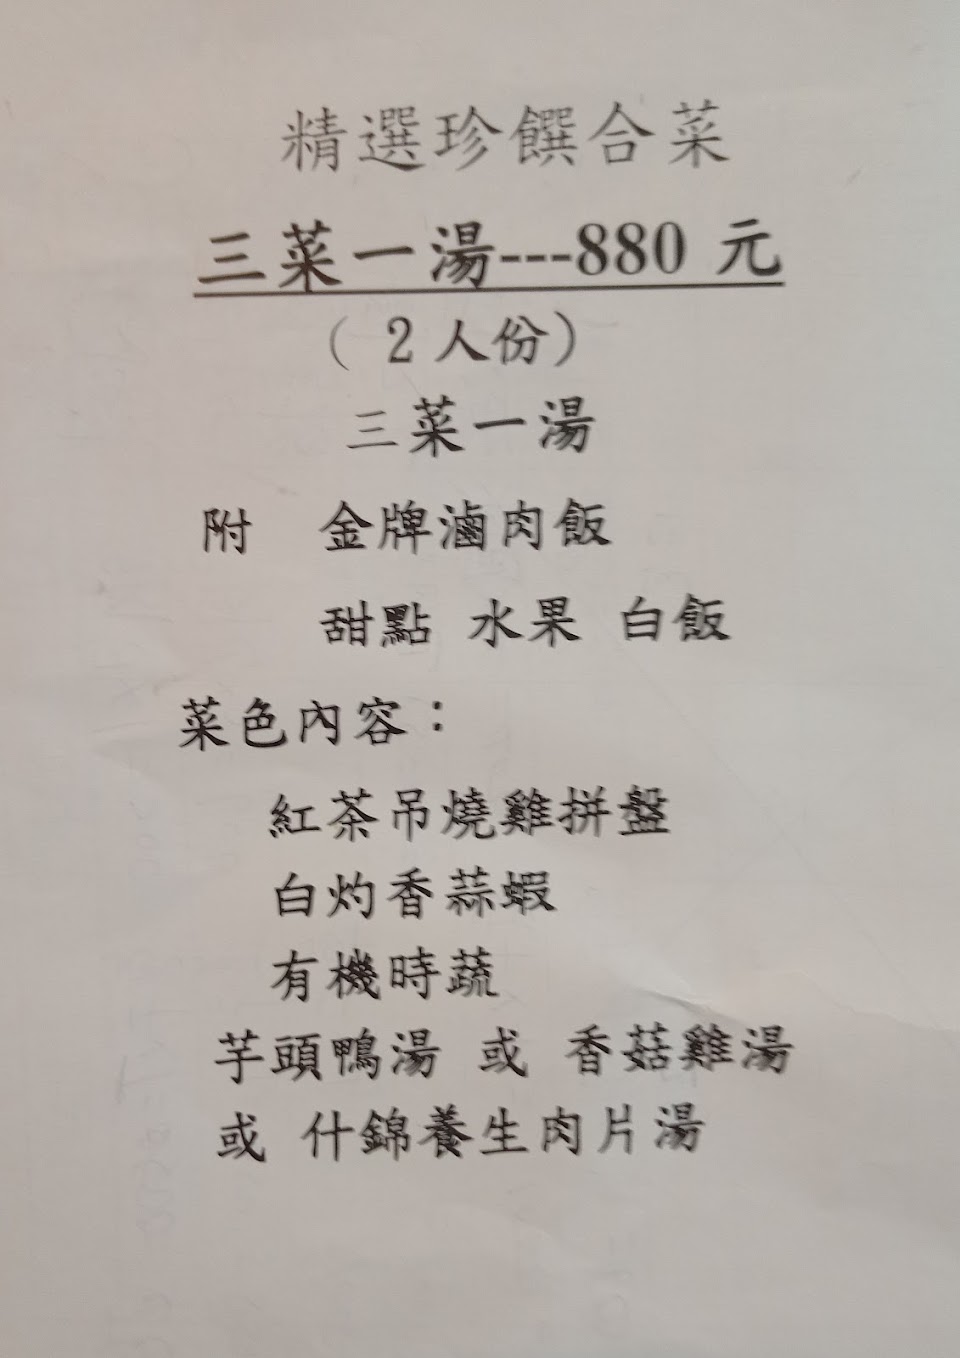 精選珍饌合菜
三菜一湯---880 元
( 2人份)
三菜一湯
附 金牌滷肉飯
甜點 水果 白飯
菜色內容：
紅茶吊燒雞拼盤
白灼香蒜蝦
有機時蔬
芋頭鴨湯 或 香菇雞湯
或 什錦養生肉片湯